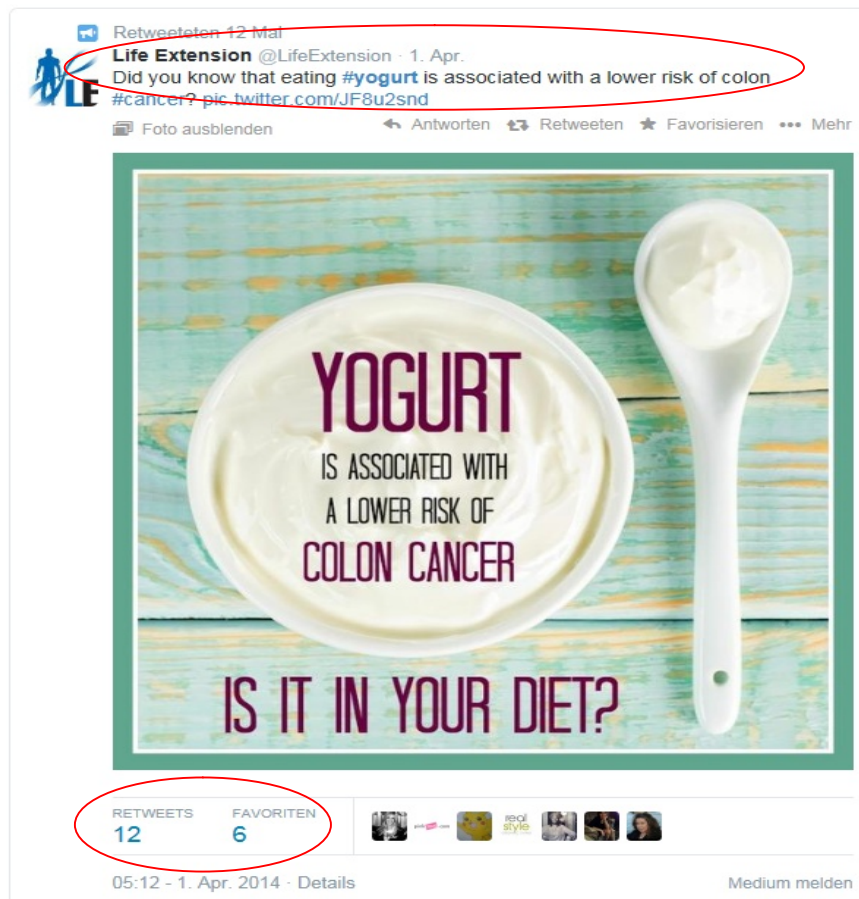 Retweeteten 12 Mal
Life Extension @LifeExtension · 1. Apr.
Did you know that eating #yogurt is associated with a lower risk of colon
#cancer? pic.twitter.com/JF8u2snd
LE
Foto ausblenden
Antworten Retweeten Favorisieren ••• Mehr
YOGURT
IS ASSOCIATED WITH
A LOWER RISK OF
COLON CANCER
IS IT IN YOUR DIET?
RETWEETS FAVORITEN
12 6
real
style
05:12 - 1. Apr. 2014 · Details
Medium melden